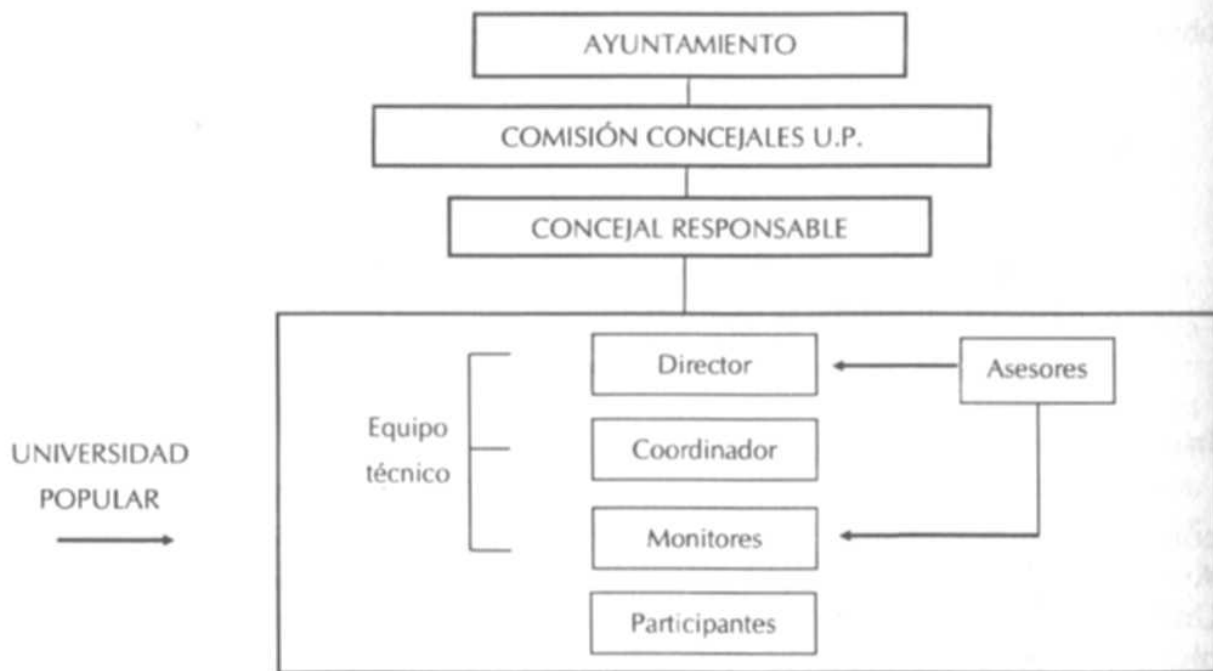 AYUNTAMIENTO
COMISIÓN CONCEJALES U.P.
CONCEJAL RESPONSABLE
Director
Asesores
Equipo
técnico
Coordinador
UNIVERSIDAD
POPULAR
Monitores
Participantes